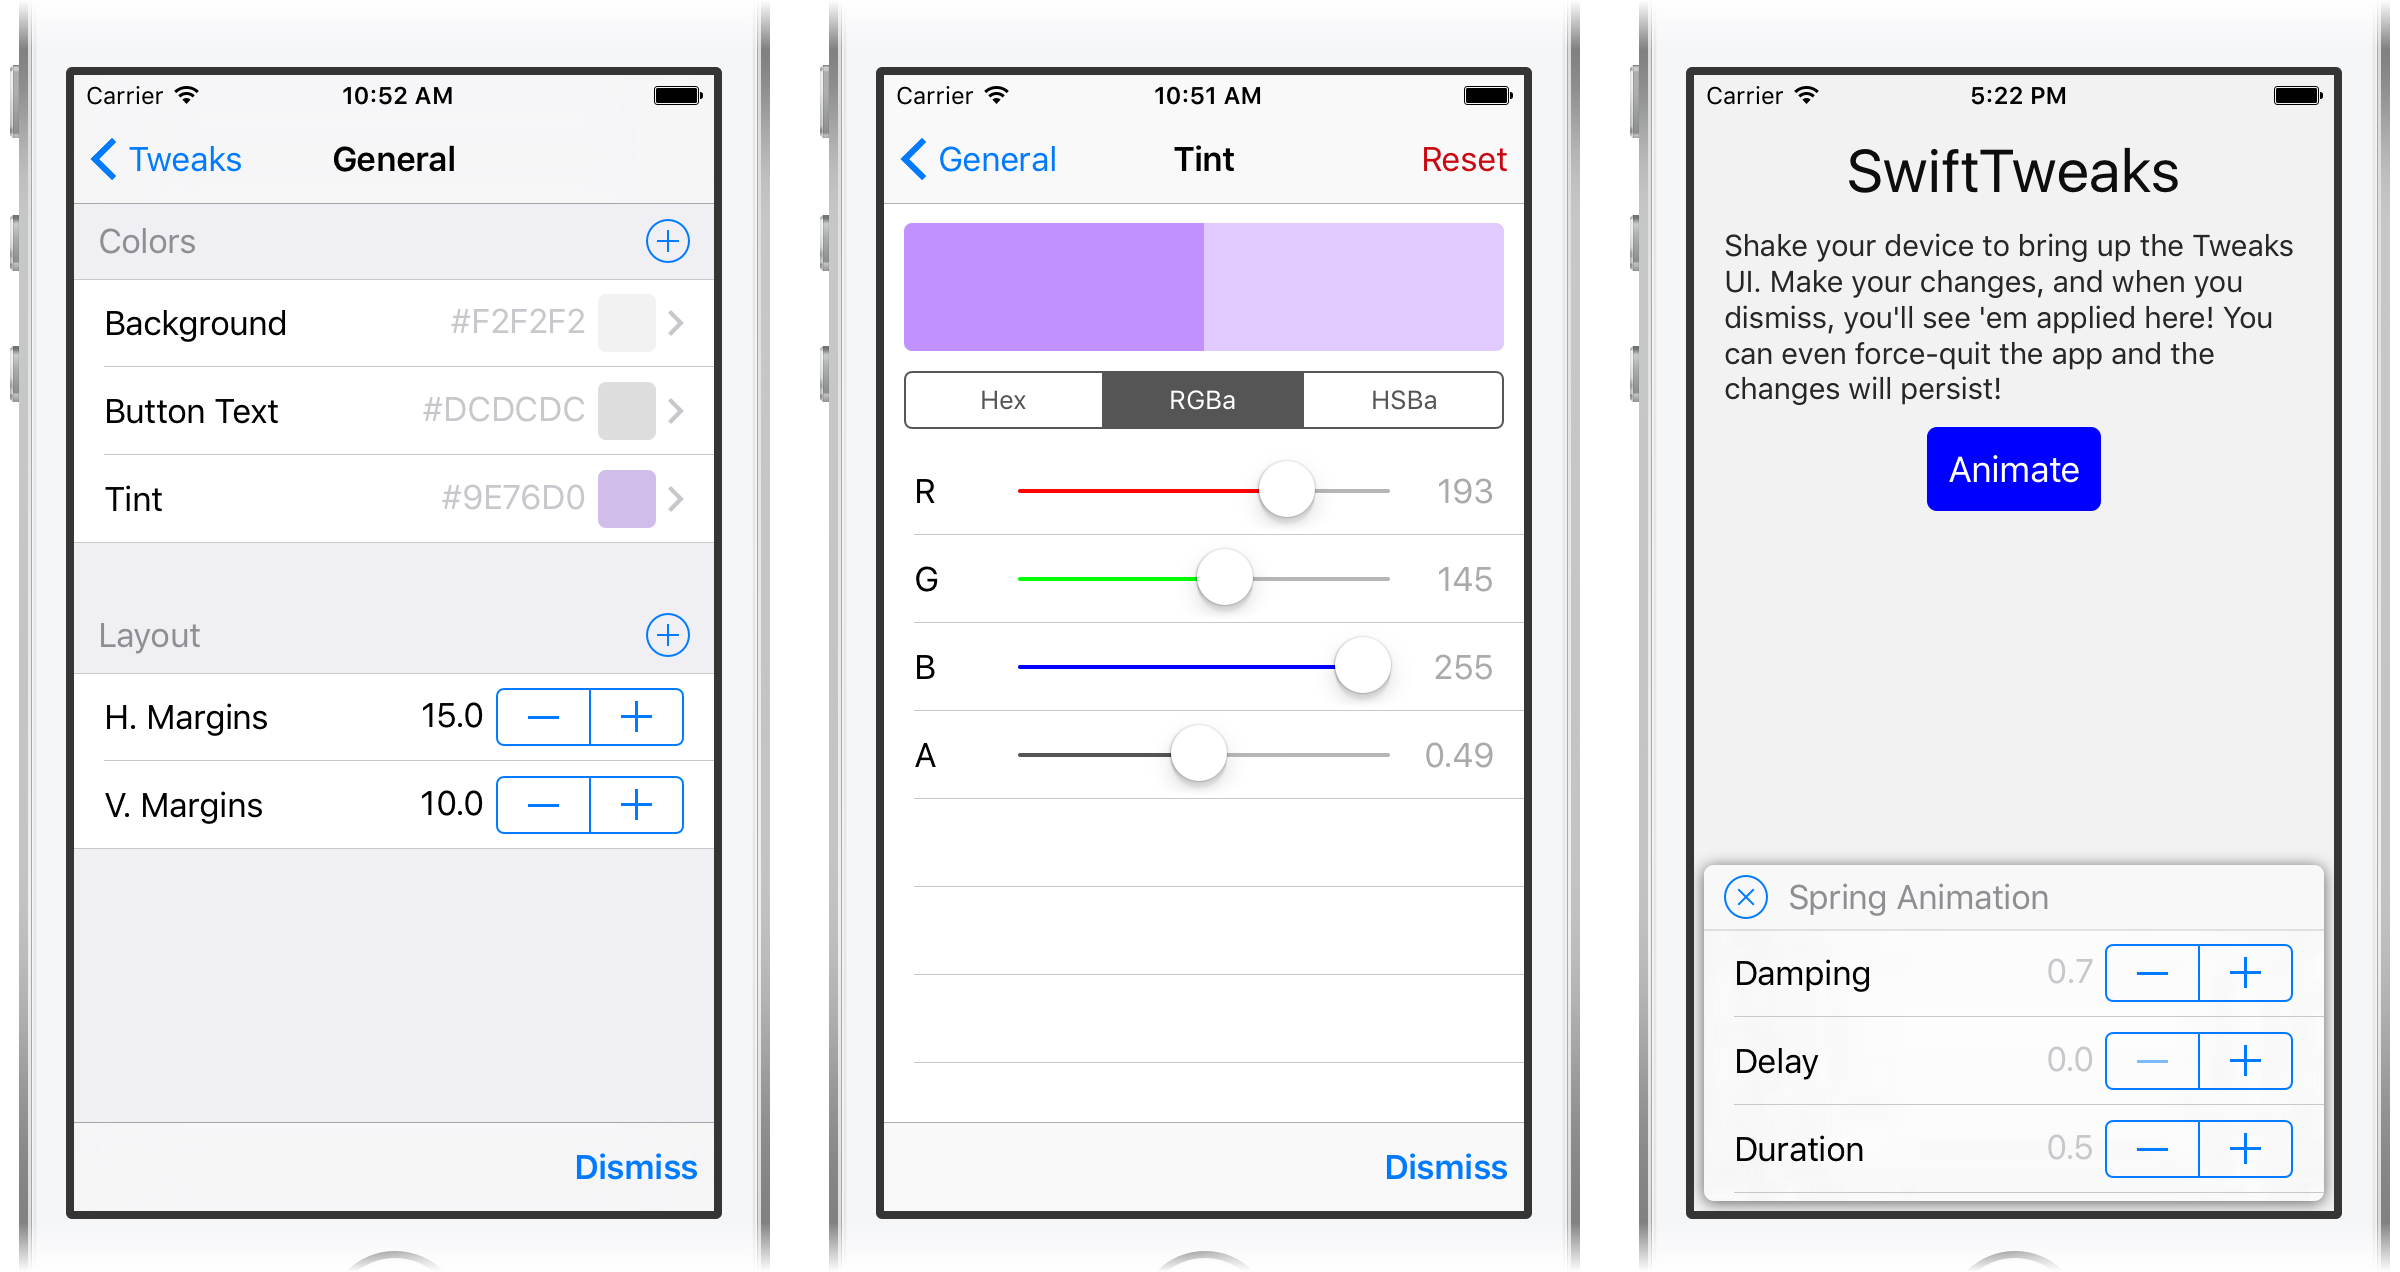 Carrier 10:52 AM
Tweaks General
Colors
Background #F2F2F2
Button Text #DCDCDC
Tint #9E76D0
Layout
H. Margins 15.0
V. Margins 10.0
Dismiss
Carrier 10:51 AM
General Tint Reset
Hex RGBa HSBa
R 193
G 145
B 255
A 0.49
Dismiss
Carrier 5:22 PM
SwiftTweaks
Shake your device to bring up the Tweaks
UI. Make your changes, and when you
dismiss, you'll see 'em applied here! You
can even force-quit the app and the
changes will persist!
Animate
Spring Animation
Damping 0.7
Delay 0.0
Duration 0.5